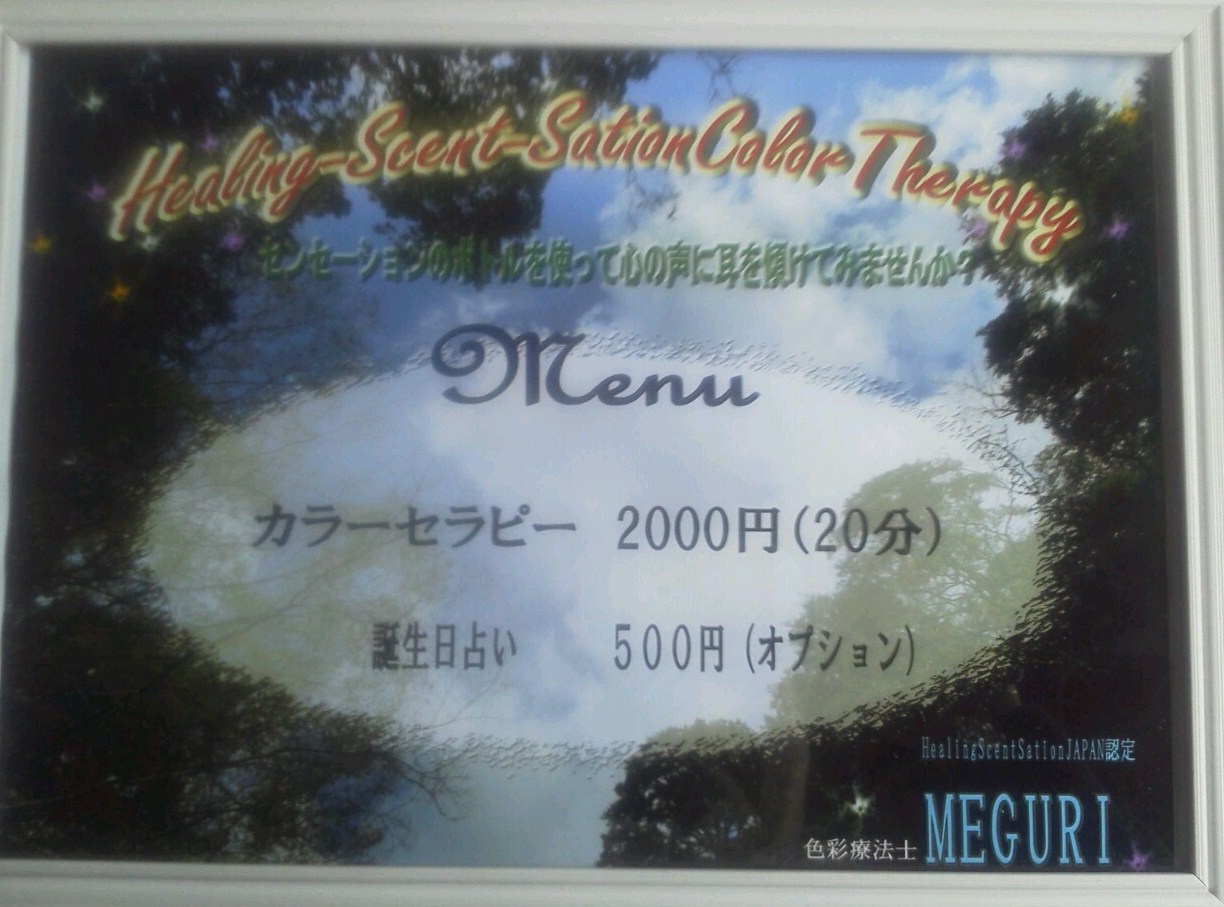 Healing-Scent-SationColorTherapy
センセーションのボトルを使って心の声に耳を傾けてみませんか？
Menu
カラーセラピー 2000円(20分)
誕生日占い 500円(オプション)
HealingScentSationJAPAN認定
色彩療法士 MEGURI